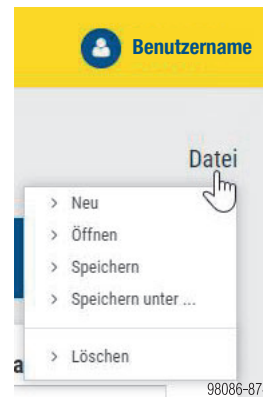 Benutzername
Datei
> Neu
> Öffnen
> Speichern
> Speichern unter ...
> Löschen
a
98086-87